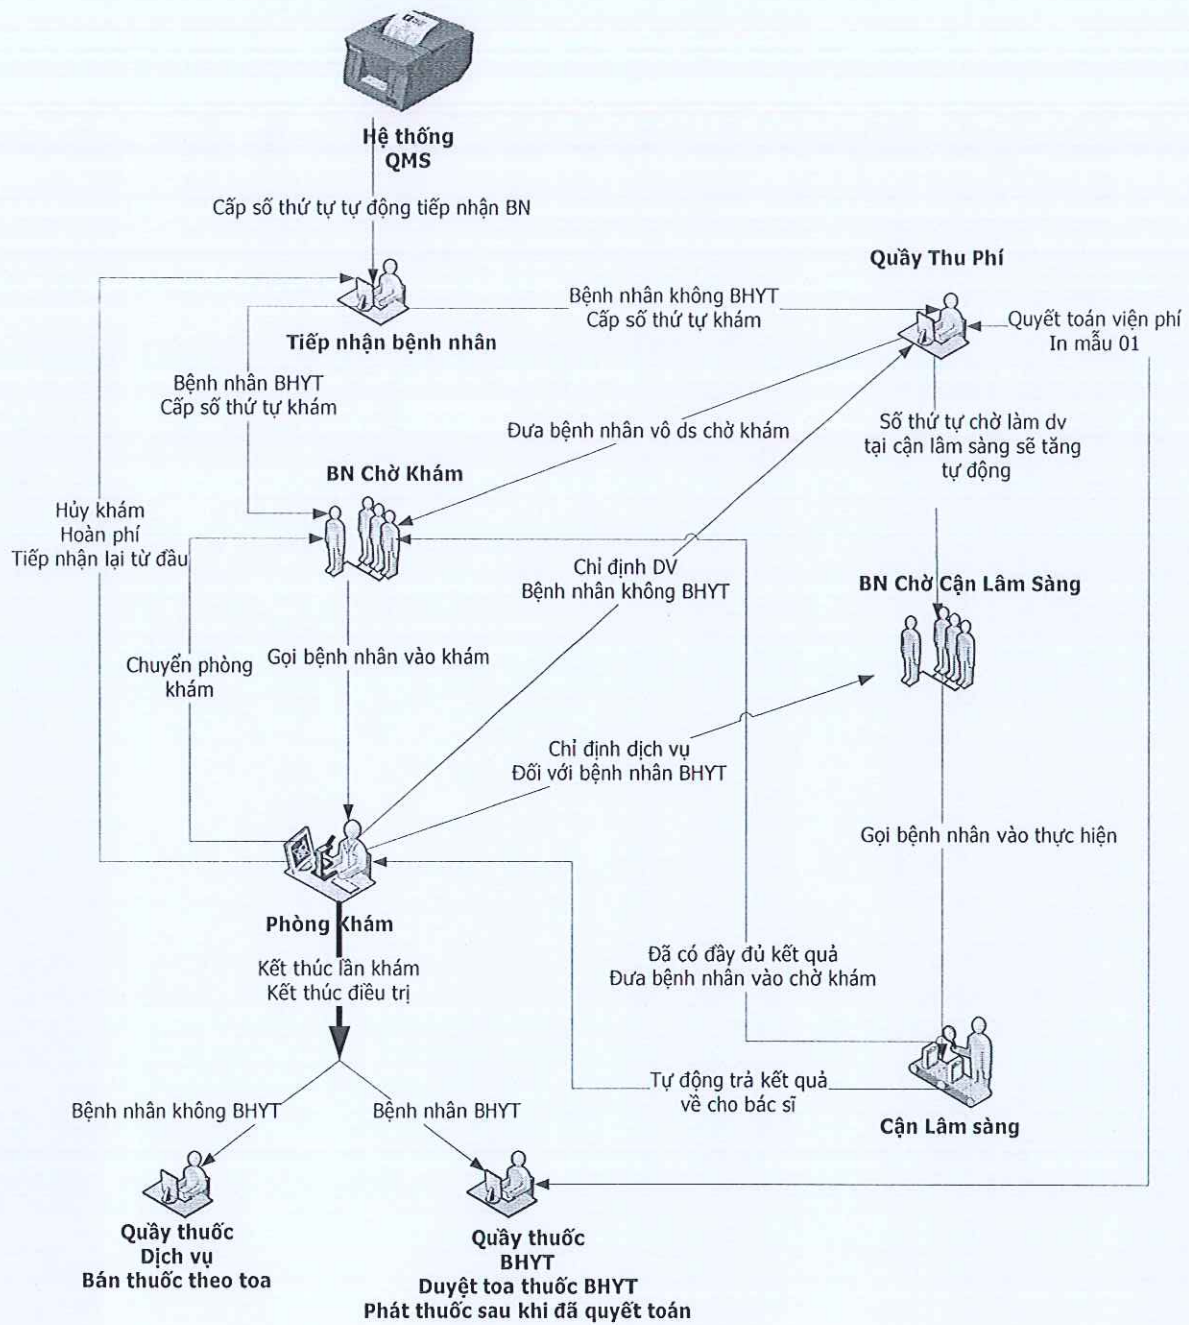 Hệ thống
QMS
Cấp số thứ tự tự động tiếp nhận BN
Quầy Thu Phí
Bệnh nhân không BHYT
Cấp số thứ tự khám
Quyết toán viện phí
In mẫu 01
Tiếp nhận bệnh nhân
Bệnh nhân BHYT
Cấp số thứ tự khám
Đưa bệnh nhân vô ds chờ khám
Số thứ tự chờ làm dv
tại cận lâm sàng sẽ tăng
tự động
BN Chờ Khám
Hủy khám
Hoàn phí
Tiếp nhận lại từ đầu
Chỉ định DV
Bệnh nhân không BHYT
BN Chờ Cận Lâm Sàng
Gọi bệnh nhân vào khám
Chuyển phòng
khám
Chỉ định dịch vụ
Đối với bệnh nhân BHYT
Gọi bệnh nhân vào thực hiện
Phòng Khám
Kết thúc lần khám
Kết thúc điều trị
Đã có đầy đủ kết quả
Đưa bệnh nhân vào chờ khám
Tự động trả kết quả
về cho bác sĩ
Cận Lâm sàng
Bệnh nhân không BHYT
Bệnh nhân BHYT
Quầy thuốc
Dịch vụ
Bán thuốc theo toa
Quầy thuốc
BHYT
Duyệt toa thuốc BHYT
Phát thuốc sau khi đã quyết toán